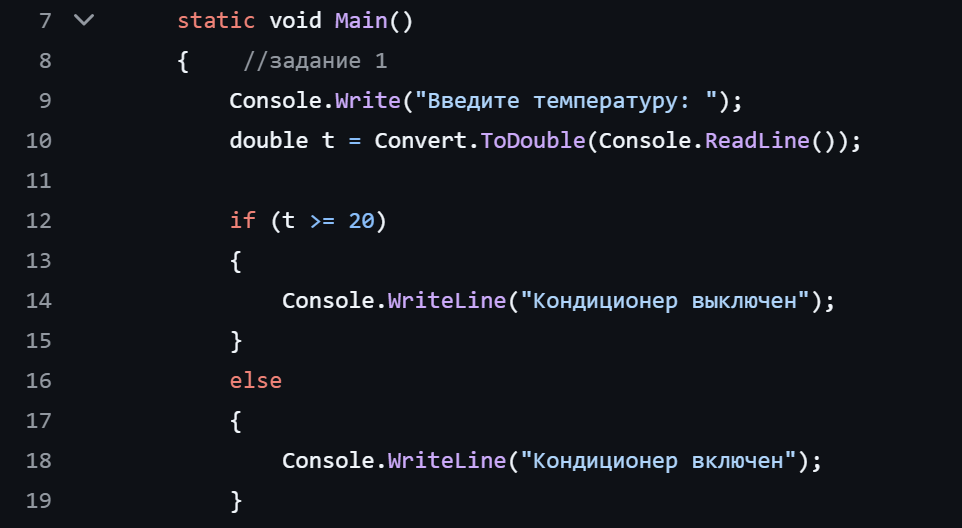 7 static void Main()
8 { //задание 1
9 Console.Write("Введите температуру: ");
10 double t = Convert.ToDouble(Console.ReadLine());
11
12 if (t >= 20)
13 {
14 Console.WriteLine("Кондиционер выключен");
15 }
16 else
17 {
18 Console.WriteLine("Кондиционер включен");
19 }